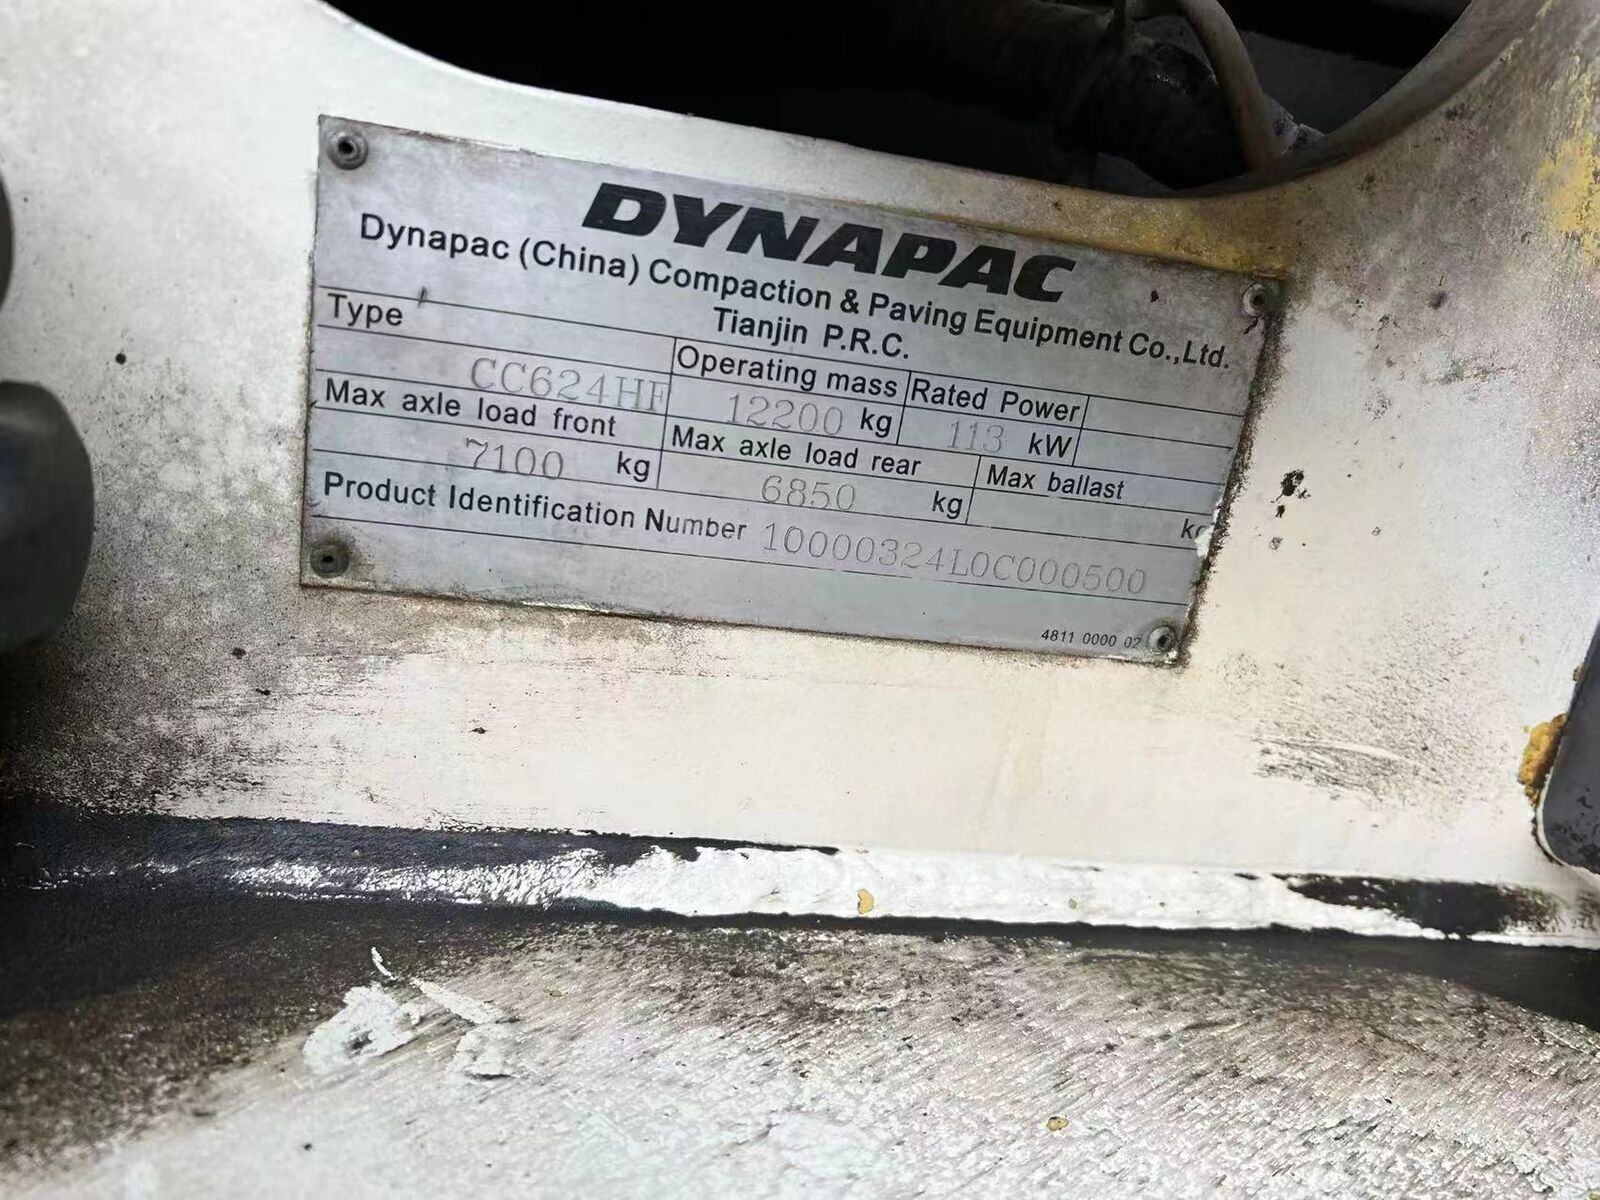 DYNAPAC
Dynapac (China) Compaction & Paving Equipment Co.,Ltd.
Tianjin P.R.C.
Type Operating mass Rated Power
CC624HF 12200 kg 113 kW
Max axle load front Max axle load rear Max ballast
7100 kg 6850 kg kg
Product Identification Number 10000324L0C000500
4811 0000 02